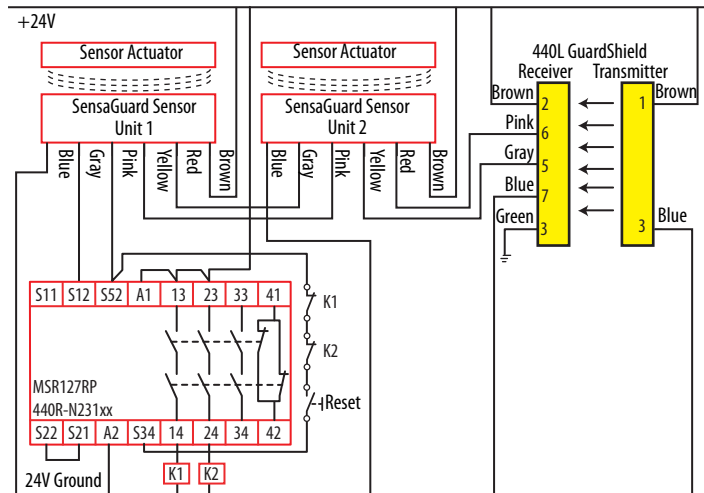 +24V
Sensor Actuator
Sensor Actuator
440L GuardShield
Receiver
Transmitter
SensaGuard Sensor
Unit 1
SensaGuard Sensor
Unit 2
Brown
2
1
Brown
Pink
6
Gray
5
Blue
7
Green
3
3
Blue
Blue
Gray
Pink
Yellow
Red
Brown
Blue
Gray
Pink
Yellow
Red
Brown
S11 S12 S52 A1 13 23 33 41
K1
K2
Reset
MSR127RP
440R-N231xx
S22 S21 A2 S34 14 24 34 42
24V Ground
K1
K2